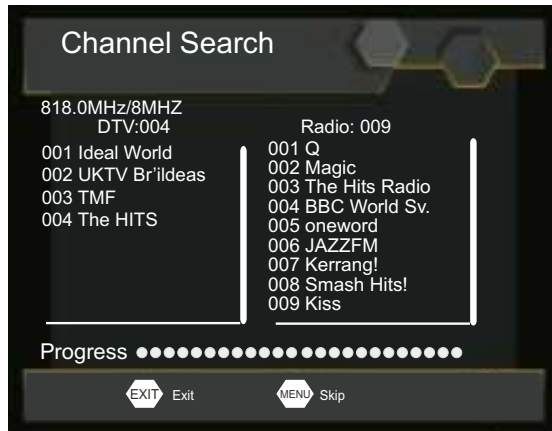 Channel Search
818.0MHz/8MHZ
DTV:004
001 Ideal World
002 UKTV Br'ildeas
003 TMF
004 The HITS
Radio: 009
001 Q
002 Magic
003 The Hits Radio
004 BBC World Sv.
005 oneword
006 JAZZFM
007 Kerrang!
008 Smash Hits!
009 Kiss
Progress
EXIT Exit
MENU Skip